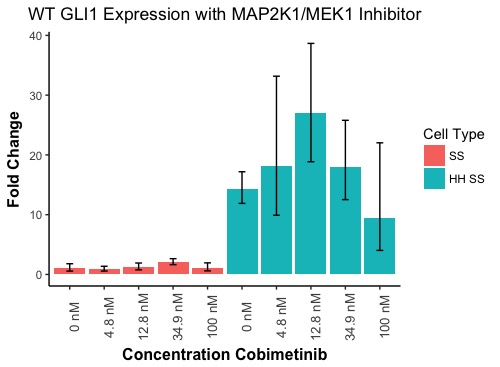 WT GLI1 Expression with MAP2K1/MEK1 Inhibitor
40
30
20
10
0
Fold Change
0 nM
4.8 nM
12.8 nM
34.9 nM
100 nM
0 nM
4.8 nM
12.8 nM
34.9 nM
100 nM
Concentration Cobimetinib
Cell Type
SS
HH SS